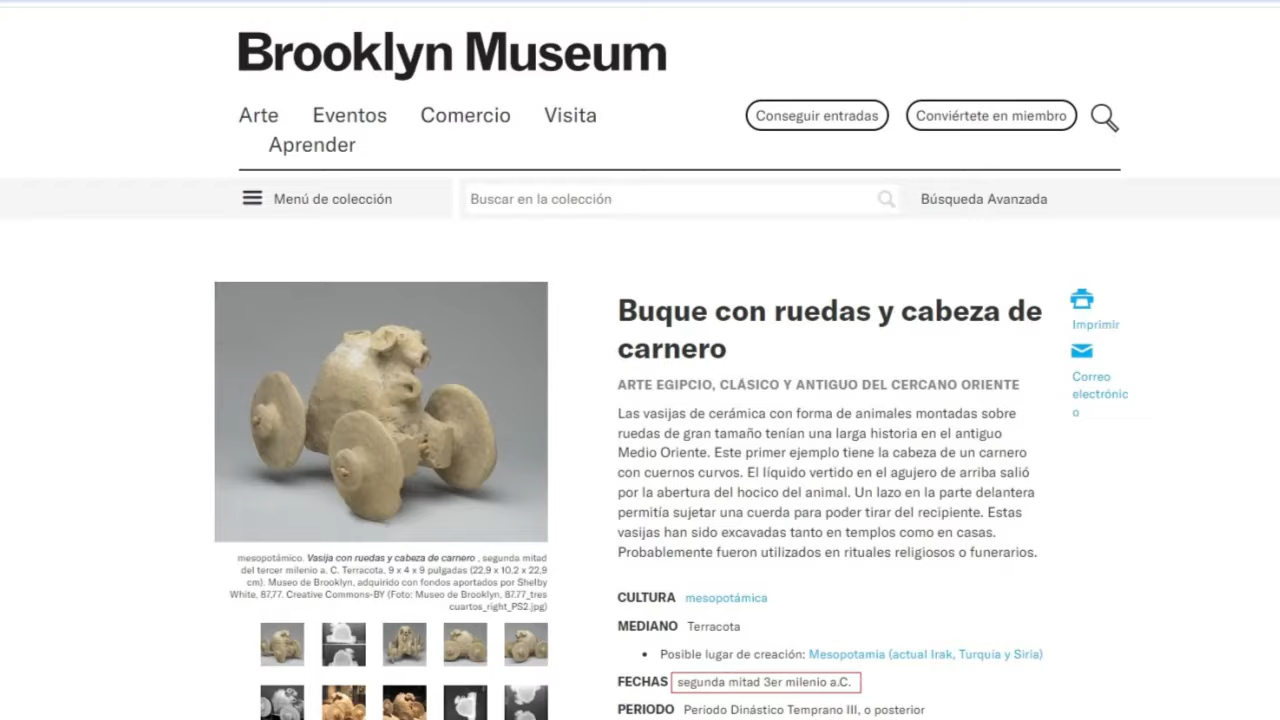 Brooklyn Museum
Arte
Eventos
Comercio
Visita
Aprender
Conseguir entradas
Conviértete en miembro
Menú de colección
Buscar en la colección
Búsqueda Avanzada
mesopotámico. Vasija con ruedas y cabeza de carnero , segunda mitad
del tercer milenio a. C. Terracota, 9 x 4 x 9 pulgadas (22,9 x 10,2 x 22,9
cm). Museo de Brooklyn, adquirido con fondos aportados por Shelby
White, 87.77. Creative Commons-BY (Foto: Museo de Brooklyn, 87.77_tres
cuartos_right_PS2.jpg)
Buque con ruedas y cabeza de
carnero
ARTE EGIPCIO, CLÁSICO Y ANTIGUO DEL CERCANO ORIENTE
Las vasijas de cerámica con forma de animales montadas sobre
ruedas de gran tamaño tenían una larga historia en el antiguo
Medio Oriente. Este primer ejemplo tiene la cabeza de un carnero
con cuernos curvos. El líquido vertido en el agujero de arriba salió
por la abertura del hocico del animal. Un lazo en la parte delantera
permitía sujetar una cuerda para poder tirar del recipiente. Estas
vasijas han sido excavadas tanto en templos como en casas.
Probablemente fueron utilizados en rituales religiosos o funerarios.
CULTURA mesopotámica
MEDIANO Terracota
• Posible lugar de creación: Mesopotamia (actual Irak, Turquía y Siria)
FECHAS segunda mitad 3er milenio a.C.
PERIODO Período Dinástico Temprano III, o posterior
Imprimir
Correo
electrónic
o